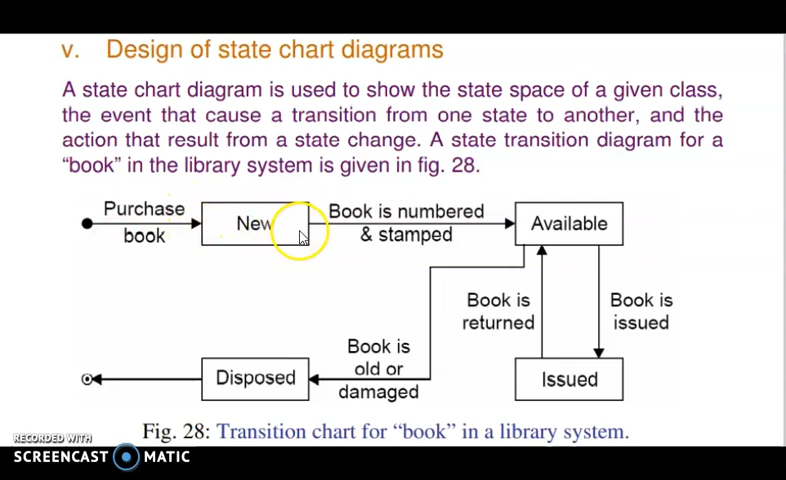 v. Design of state chart diagrams
A state chart diagram is used to show the state space of a given class,
the event that cause a transition from one state to another, and the
action that result from a state change. A state transition diagram for a
“book” in the library system is given in fig. 28.
Purchase
book
New
Book is numbered
& stamped
Available
Book is
returned
Book is
issued
Book is
old or
damaged
Disposed
Issued
Fig. 28: Transition chart for “book” in a library system.
RECORDED WITH
SCREENCAST MATIC